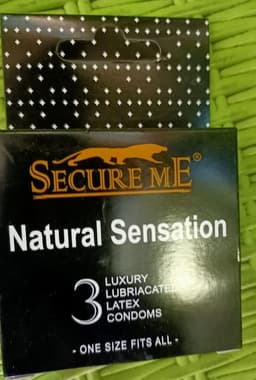 SECURE ME®
Natural Sensation
3 LUXURY
LUBRIACATED
LATEX
CONDOMS
- ONE SIZE FITS ALL -